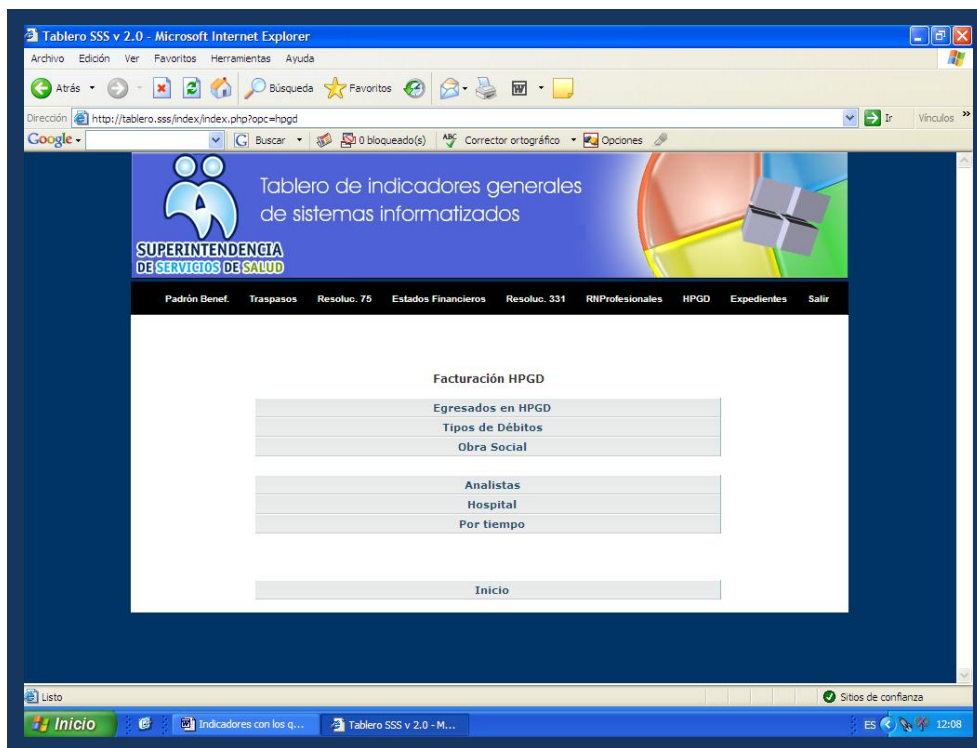 Tablero SSS v 2.0 - Microsoft Internet Explorer
Archivo Edición Ver Favoritos Herramientas Ayuda
Atrás Búsqueda Favoritos
Dirección http://tablero.sss/index/index.php?opc=hpgd Ir Vínculos »
Google G Buscar 0 bloqueado(s) ABC Corrector ortográfico Opciones
Tablero de indicadores generales
de sistemas informatizados
SUPERINTENDENCIA
DE SERVICIOS DE SALUD
Padrón Benef. Traspasos Resoluc. 75 Estados Financieros Resoluc. 331 RNProfesionales HPGD Expedientes Salir
Facturación HPGD
Egresados en HPGD
Tipos de Débitos
Obra Social
Analistas
Hospital
Por tiempo
Inicio
Listo Sitios de confianza
Inicio Indicadores con los q... Tablero SSS v 2.0 - M... ES 12:08